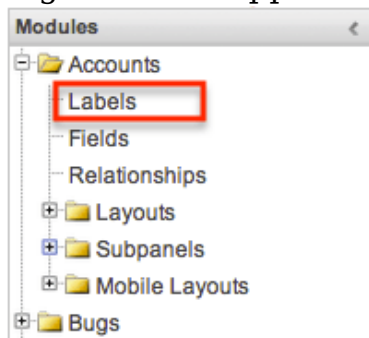 Modules
Accounts
Labels
Fields
Relationships
Layouts
Subpanels
Mobile Layouts
Bugs